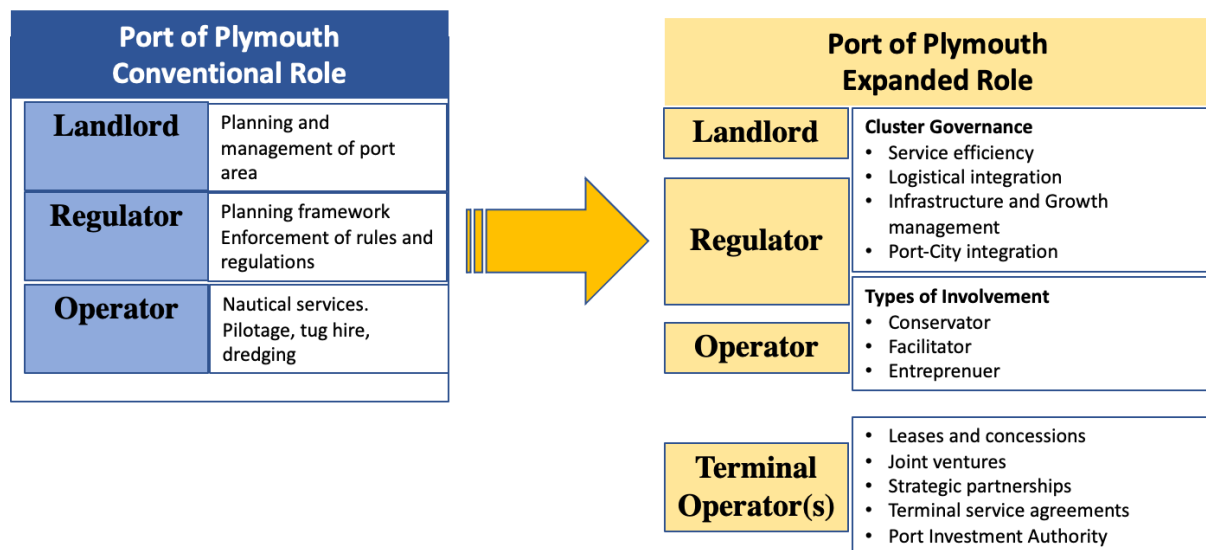 Port of Plymouth
Conventional Role
Landlord
Planning and
management of port
area
Regulator
Planning framework
Enforcement of rules and
regulations
Operator
Nautical services.
Pilotage, tug hire,
dredging
Port of Plymouth
Expanded Role
Landlord
Regulator
Operator
Cluster Governance
• Service efficiency
• Logistical integration
• Infrastructure and Growth
management
• Port-City integration
Types of Involvement
• Conservator
• Facilitator
• Entreprenuer
Terminal
Operator(s)
• Leases and concessions
• Joint ventures
• Strategic partnerships
• Terminal service agreements
• Port Investment Authority